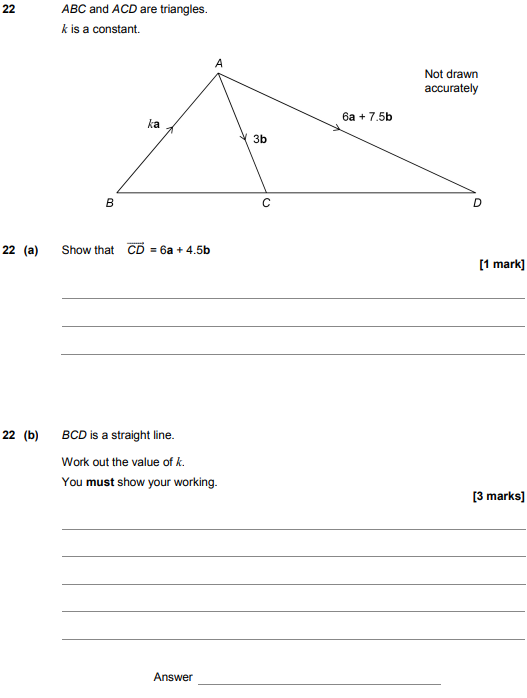 22 ABC and ACD are triangles.
k is a constant.
A
Not drawn
accurately
ka
6a + 7.5b
3b
B
C
D
22 (a) Show that CD⃗ = 6a + 4.5b
[1 mark]
22 (b) BCD is a straight line.
Work out the value of k.
You must show your working.
[3 marks]
Answer